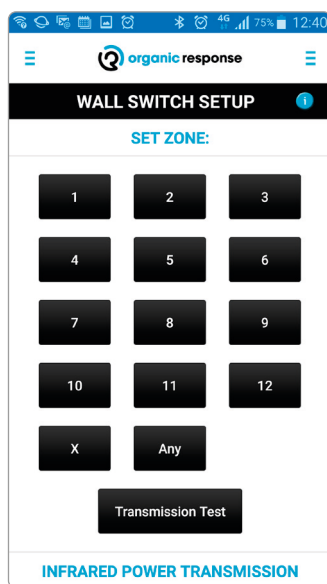 4G 75% 12:40
organic response
WALL SWITCH SETUP i
SET ZONE:
1 2 3
4 5 6
7 8 9
10 11 12
X Any
Transmission Test
INFRARED POWER TRANSMISSION